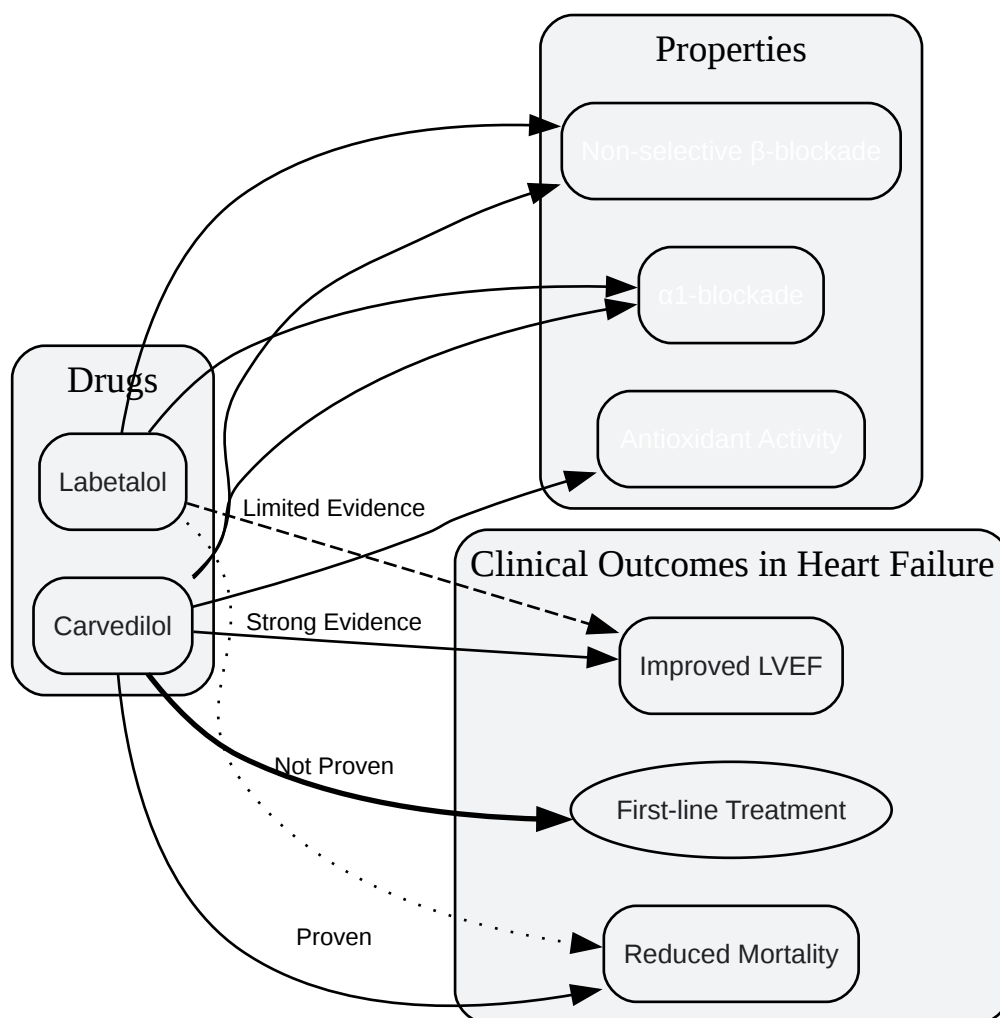 Properties
Non-selective β-blockade
α1-blockade
Antioxidant Activity
Drugs
Labetalol
Carvedilol
Limited Evidence
Strong Evidence
Not Proven
Proven
Clinical Outcomes in Heart Failure
Improved LVEF
First-line Treatment
Reduced Mortality